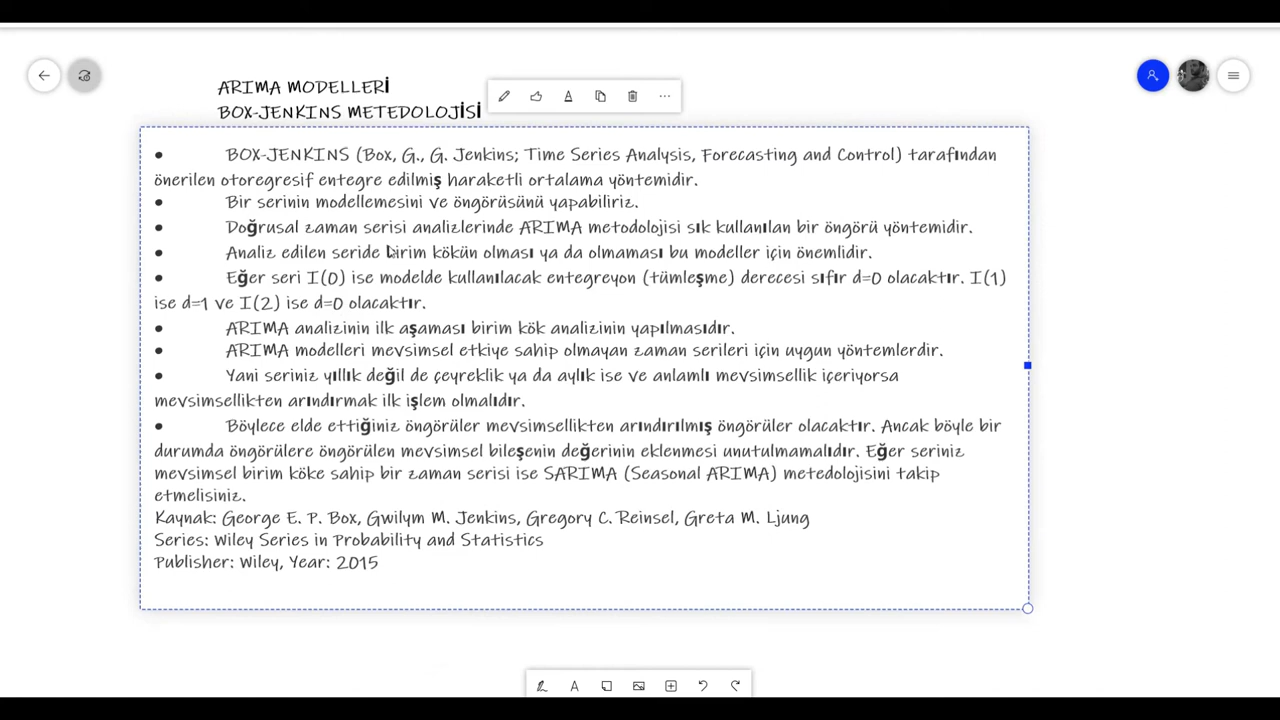 ARIMA MODELLERİ
BOX-JENKINS METEDOLOJİSİ
• BOX-JENKINS (Box, G., G. Jenkins; Time Series Analysis, Forecasting and Control) tarafından
önerilen otoregresif entegre edilmiş haraketli ortalama yöntemidir.
• Bir serinin modellemesini ve öngörüsünü yapabiliriz.
• Doğrusal zaman serisi analizlerinde ARIMA metodolojisi sık kullanılan bir öngörü yöntemidir.
• Analiz edilen seride birim kökün olması ya da olmaması bu modeller için önemlidir.
• Eğer seri I(0) ise modelde kullanılacak entegreyon (tümleşme) derecesi sıfır d=0 olacaktır. I(1)
ise d=1 ve I(2) ise d=0 olacaktır.
• ARIMA analizinin ilk aşaması birim kök analizinin yapılmasıdır.
• ARIMA modelleri mevsimsel etkiye sahip olmayan zaman serileri için uygun yöntemlerdir.
• Yani seriniz yıllık değil de çeyreklik ya da aylık ise ve anlamlı mevsimsellik içeriyorsa
mevsimsellikten arındırmak ilk işlem olmalıdır.
• Böylece elde ettiğiniz öngörüler mevsimsellikten arındırılmış öngörüler olacaktır. Ancak böyle bir
durumda öngörülere öngörülen mevsimsel bileşenin değerinin eklenmesi unutulmamalıdır. Eğer seriniz
mevsimsel birim köke sahip bir zaman serisi ise SARIMA (Seasonal ARIMA) metedolojisini takip
etmelisiniz.
Kaynak: George E. P. Box, Gwilym M. Jenkins, Gregory C. Reinsel, Greta M. Ljung
Series: Wiley Series in Probability and Statistics
Publisher: Wiley, Year: 2015